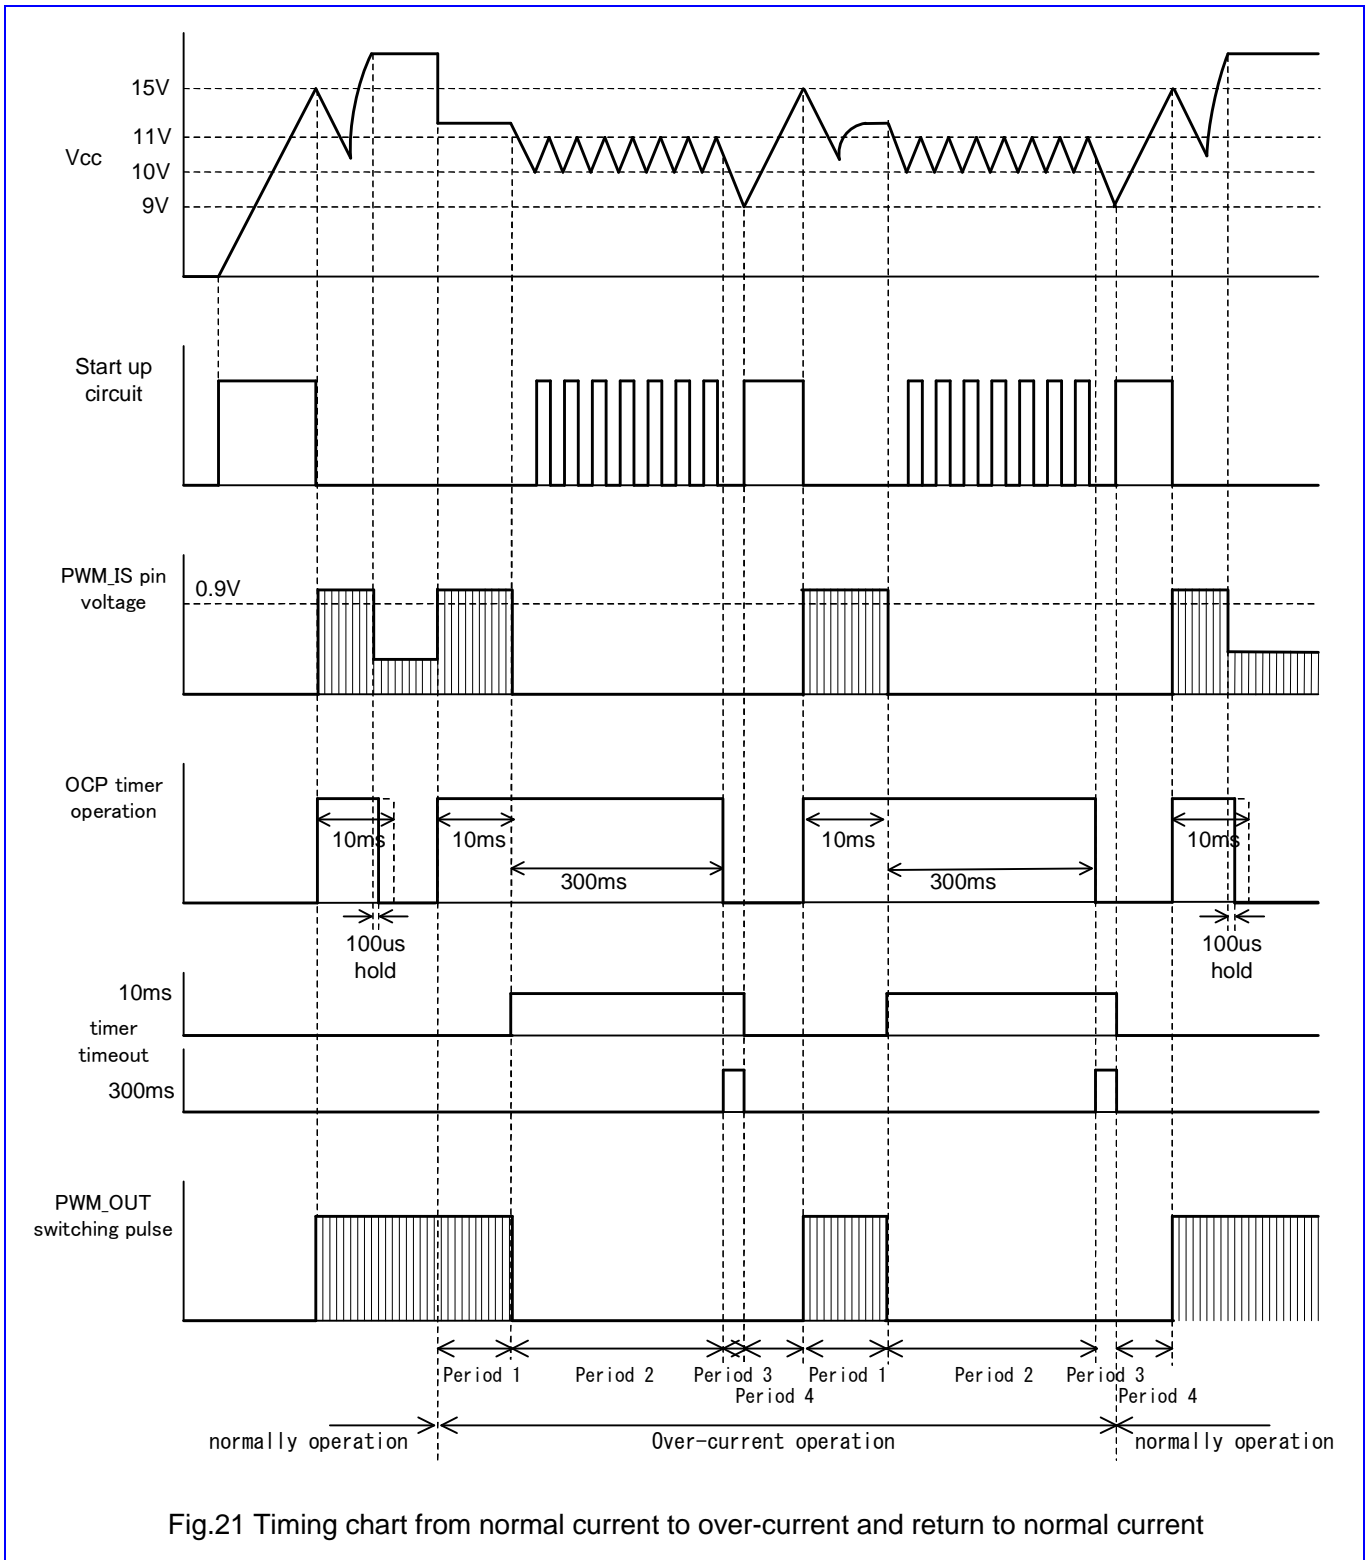 15V
11V
Vcc
10V
9V
Start up
circuit
PWM_IS pin
voltage
0.9V
OCP timer
operation
10ms
10ms
300ms
10ms
300ms
10ms
100us
hold
100us
hold
10ms
timer
timeout
300ms
PWM_OUT
switching pulse
Period 1
Period 2
Period 3
Period 4
Period 1
Period 2
Period 3
Period 4
normally operation
Over-current operation
normally operation
Fig.21 Timing chart from normal current to over-current and return to normal current